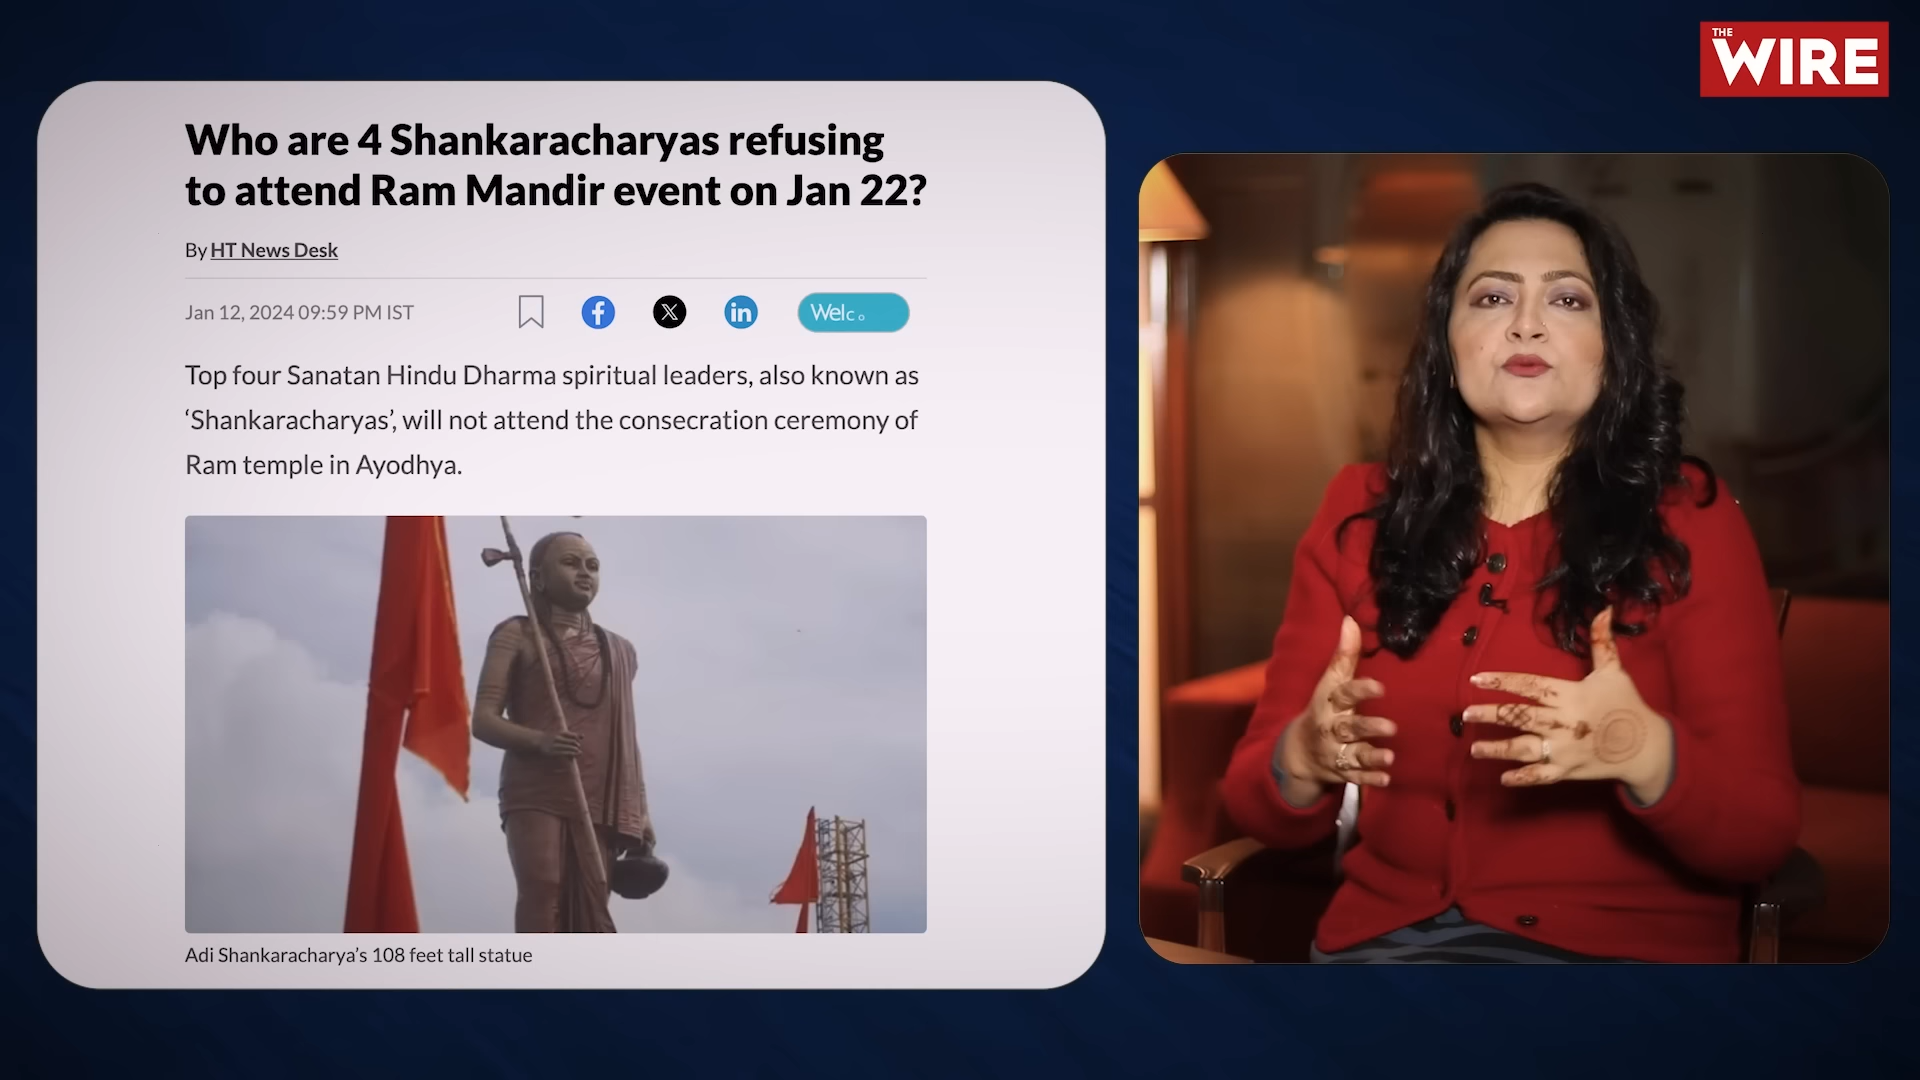 THE
WIRE
Who are 4 Shankaracharyas refusing
to attend Ram Mandir event on Jan 22?
By HT News Desk
Jan 12, 2024 09:59 PM IST
Welc
Top four Sanatan Hindu Dharma spiritual leaders, also known as
‘Shankaracharyas’, will not attend the consecration ceremony of
Ram temple in Ayodhya.
Adi Shankaracharya’s 108 feet tall statue